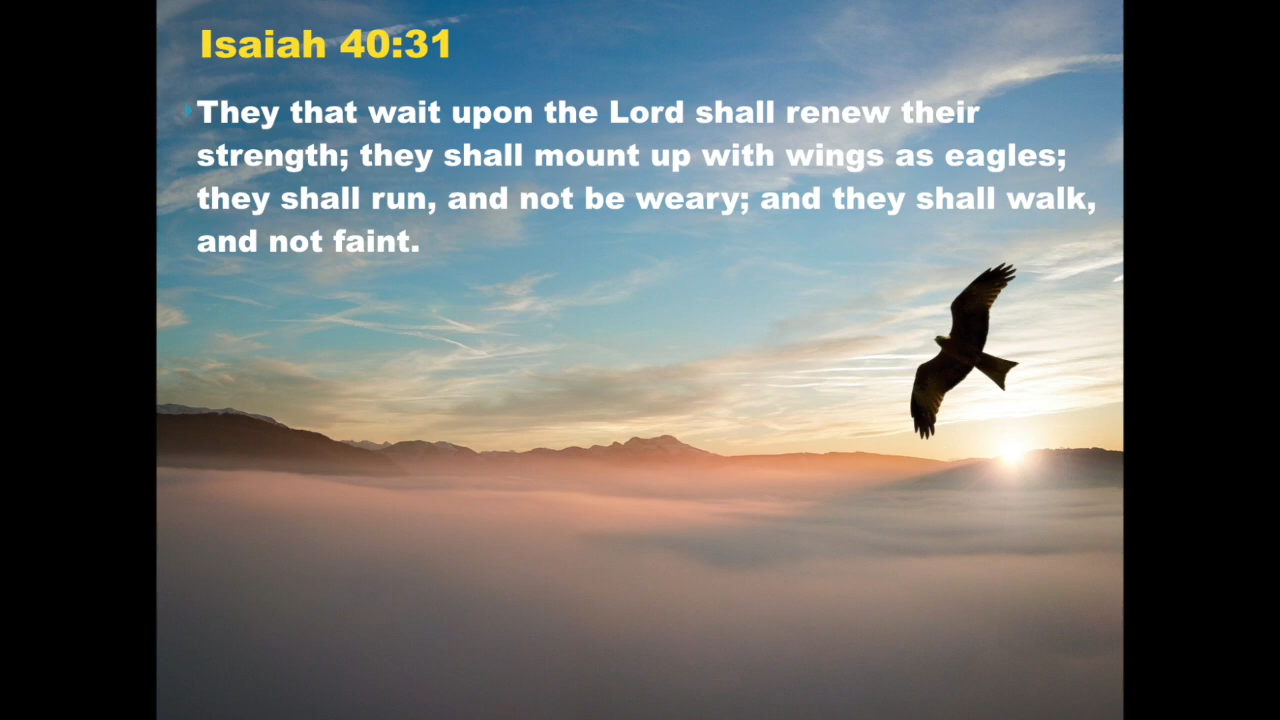 Isaiah 40:31
They that wait upon the Lord shall renew their
strength; they shall mount up with wings as eagles;
they shall run, and not be weary; and they shall walk,
and not faint.